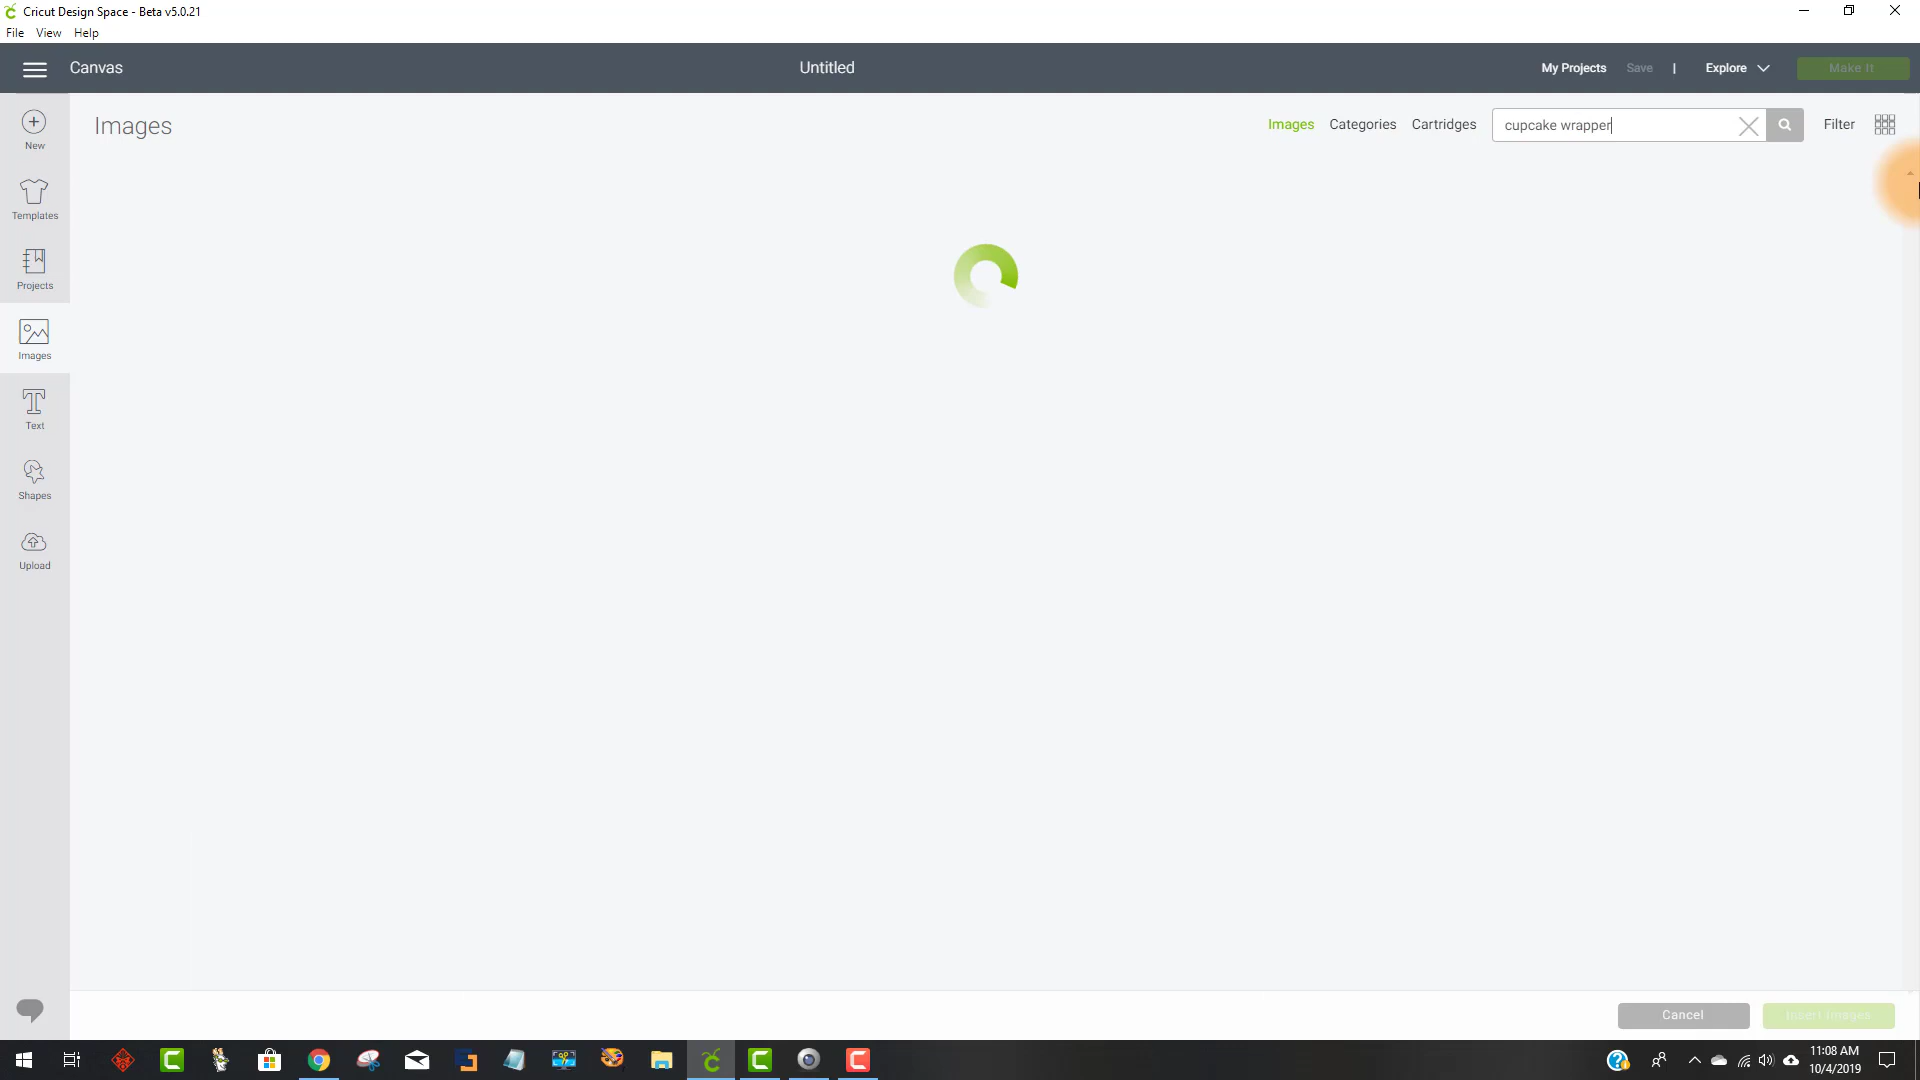 Cricut Design Space - Beta v5.0.21
File View Help
Canvas Untitled My Projects Save | Explore Make It
Images Images Categories Cartridges cupcake wrapper Filter
New
Templates
Projects
Images
Text
Shapes
Upload
Cancel Insert Images
11:08 AM
10/4/2019